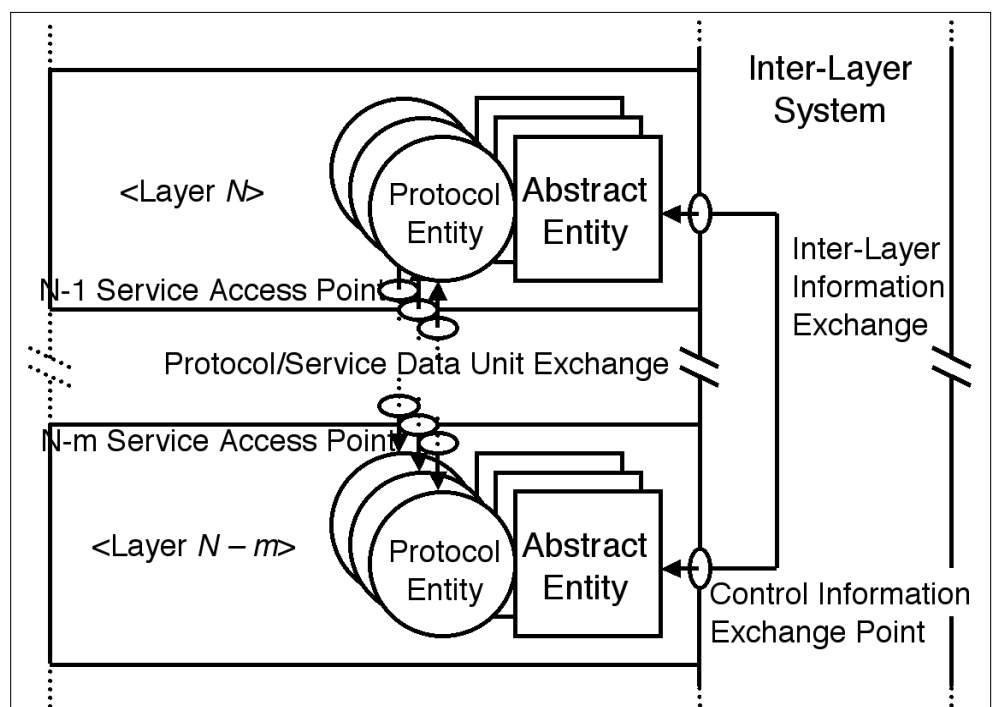 Inter-Layer
System
<Layer N>
Protocol
Entity
Abstract
Entity
Inter-Layer
Information
Exchange
N-1 Service Access Point
Protocol/Service Data Unit Exchange
N-m Service Access Point
<Layer N – m>
Protocol
Entity
Abstract
Entity
Control Information
Exchange Point